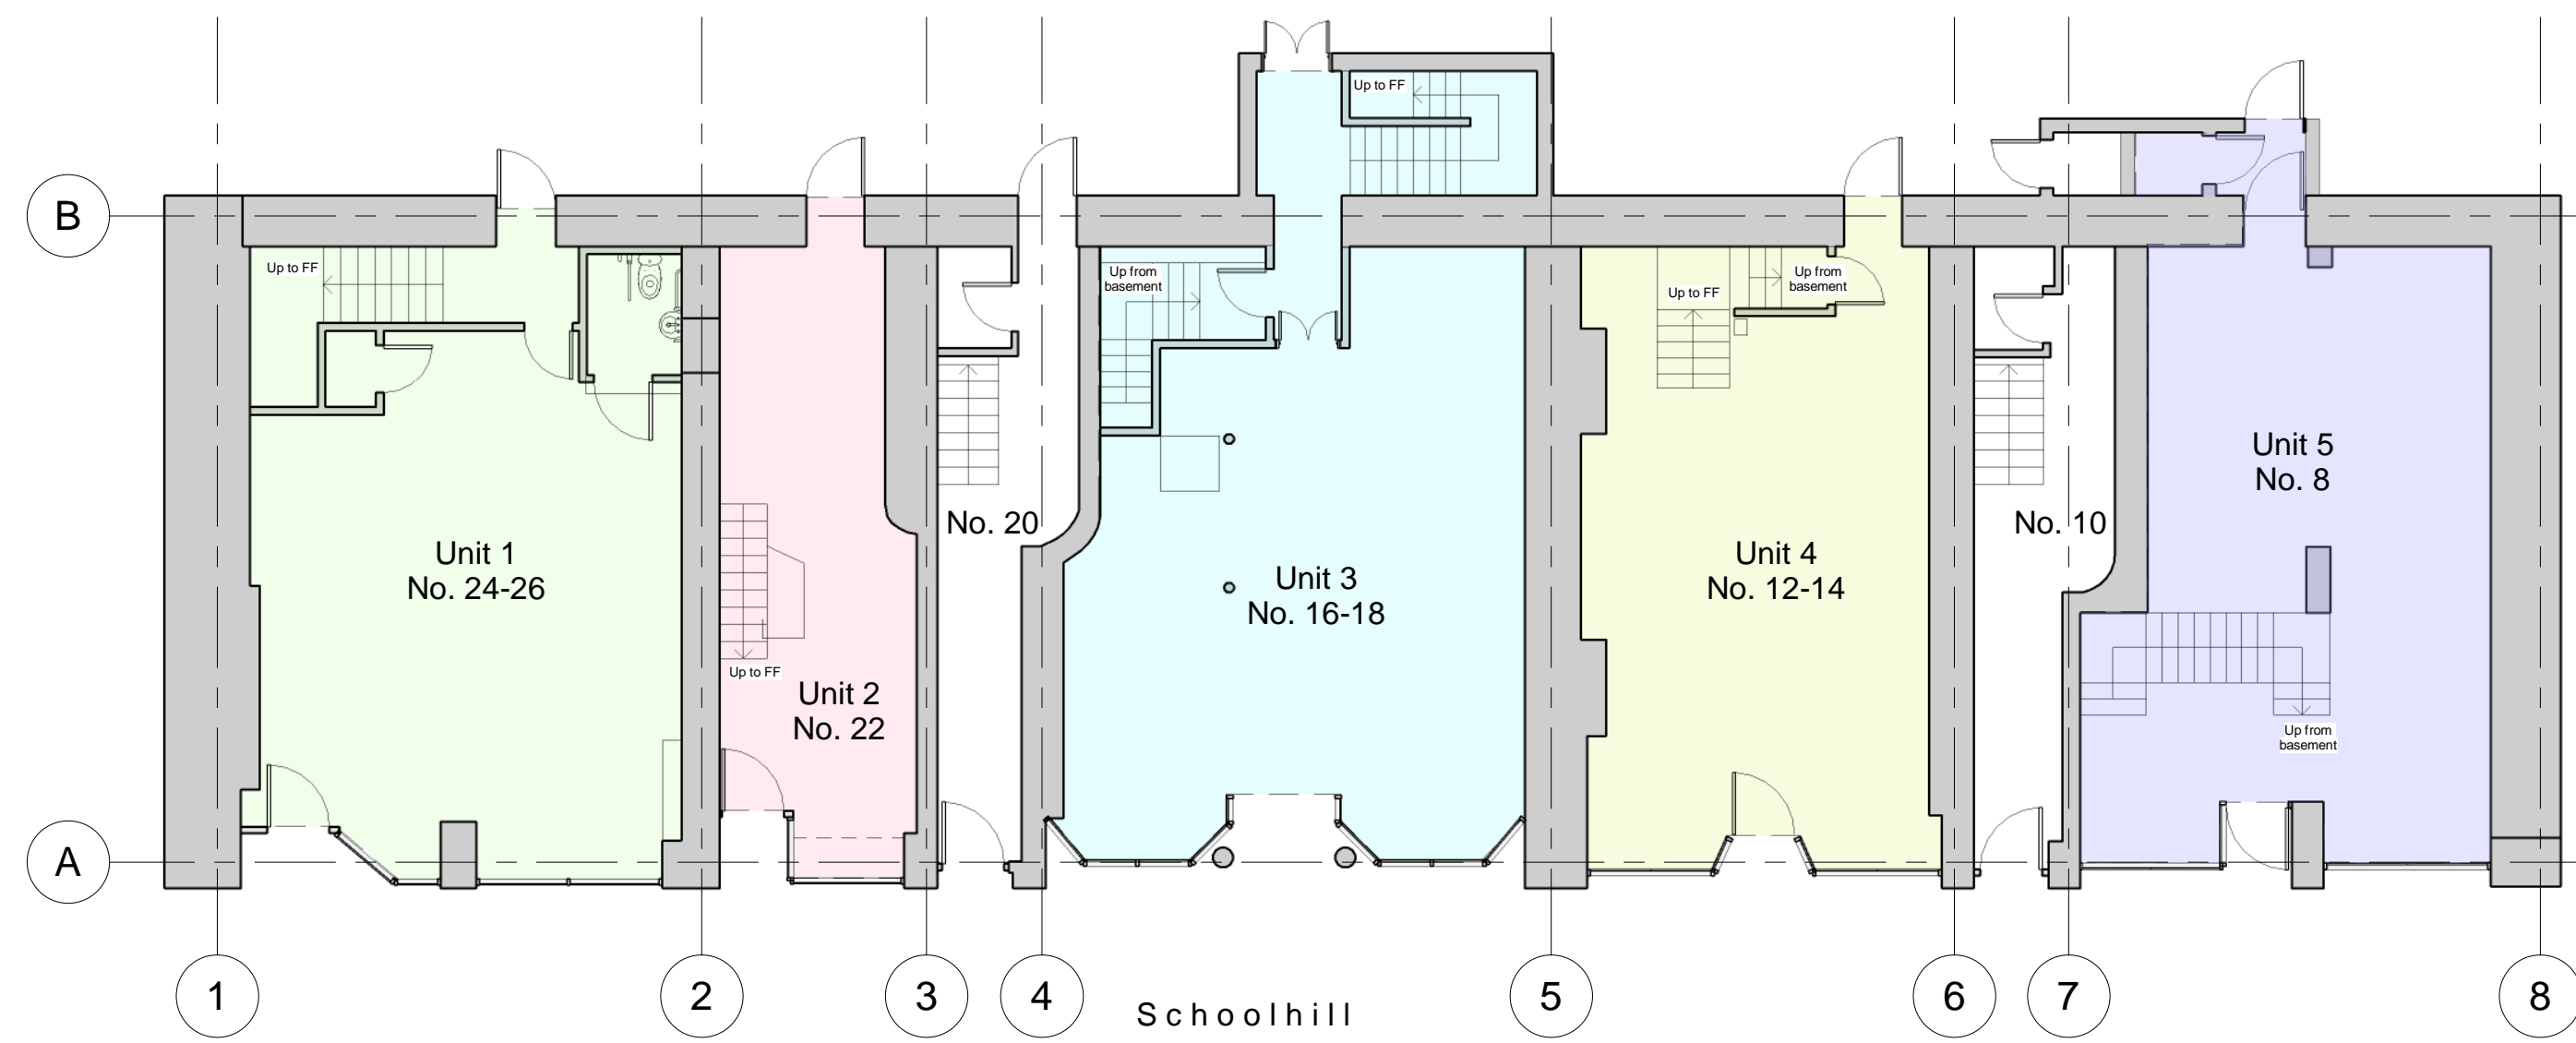 Up to FF
B
Up to FF
Up from
basement
Up to FF
Up from
basement
Unit 5
No. 8
No. 20
No. 10
Unit 1
No. 24-26
Unit 3
No. 16-18
Unit 4
No. 12-14
Up to FF
Unit 2
No. 22
Up from
basement
A
1
2
3
4
5
6
7
8
Schoolhill